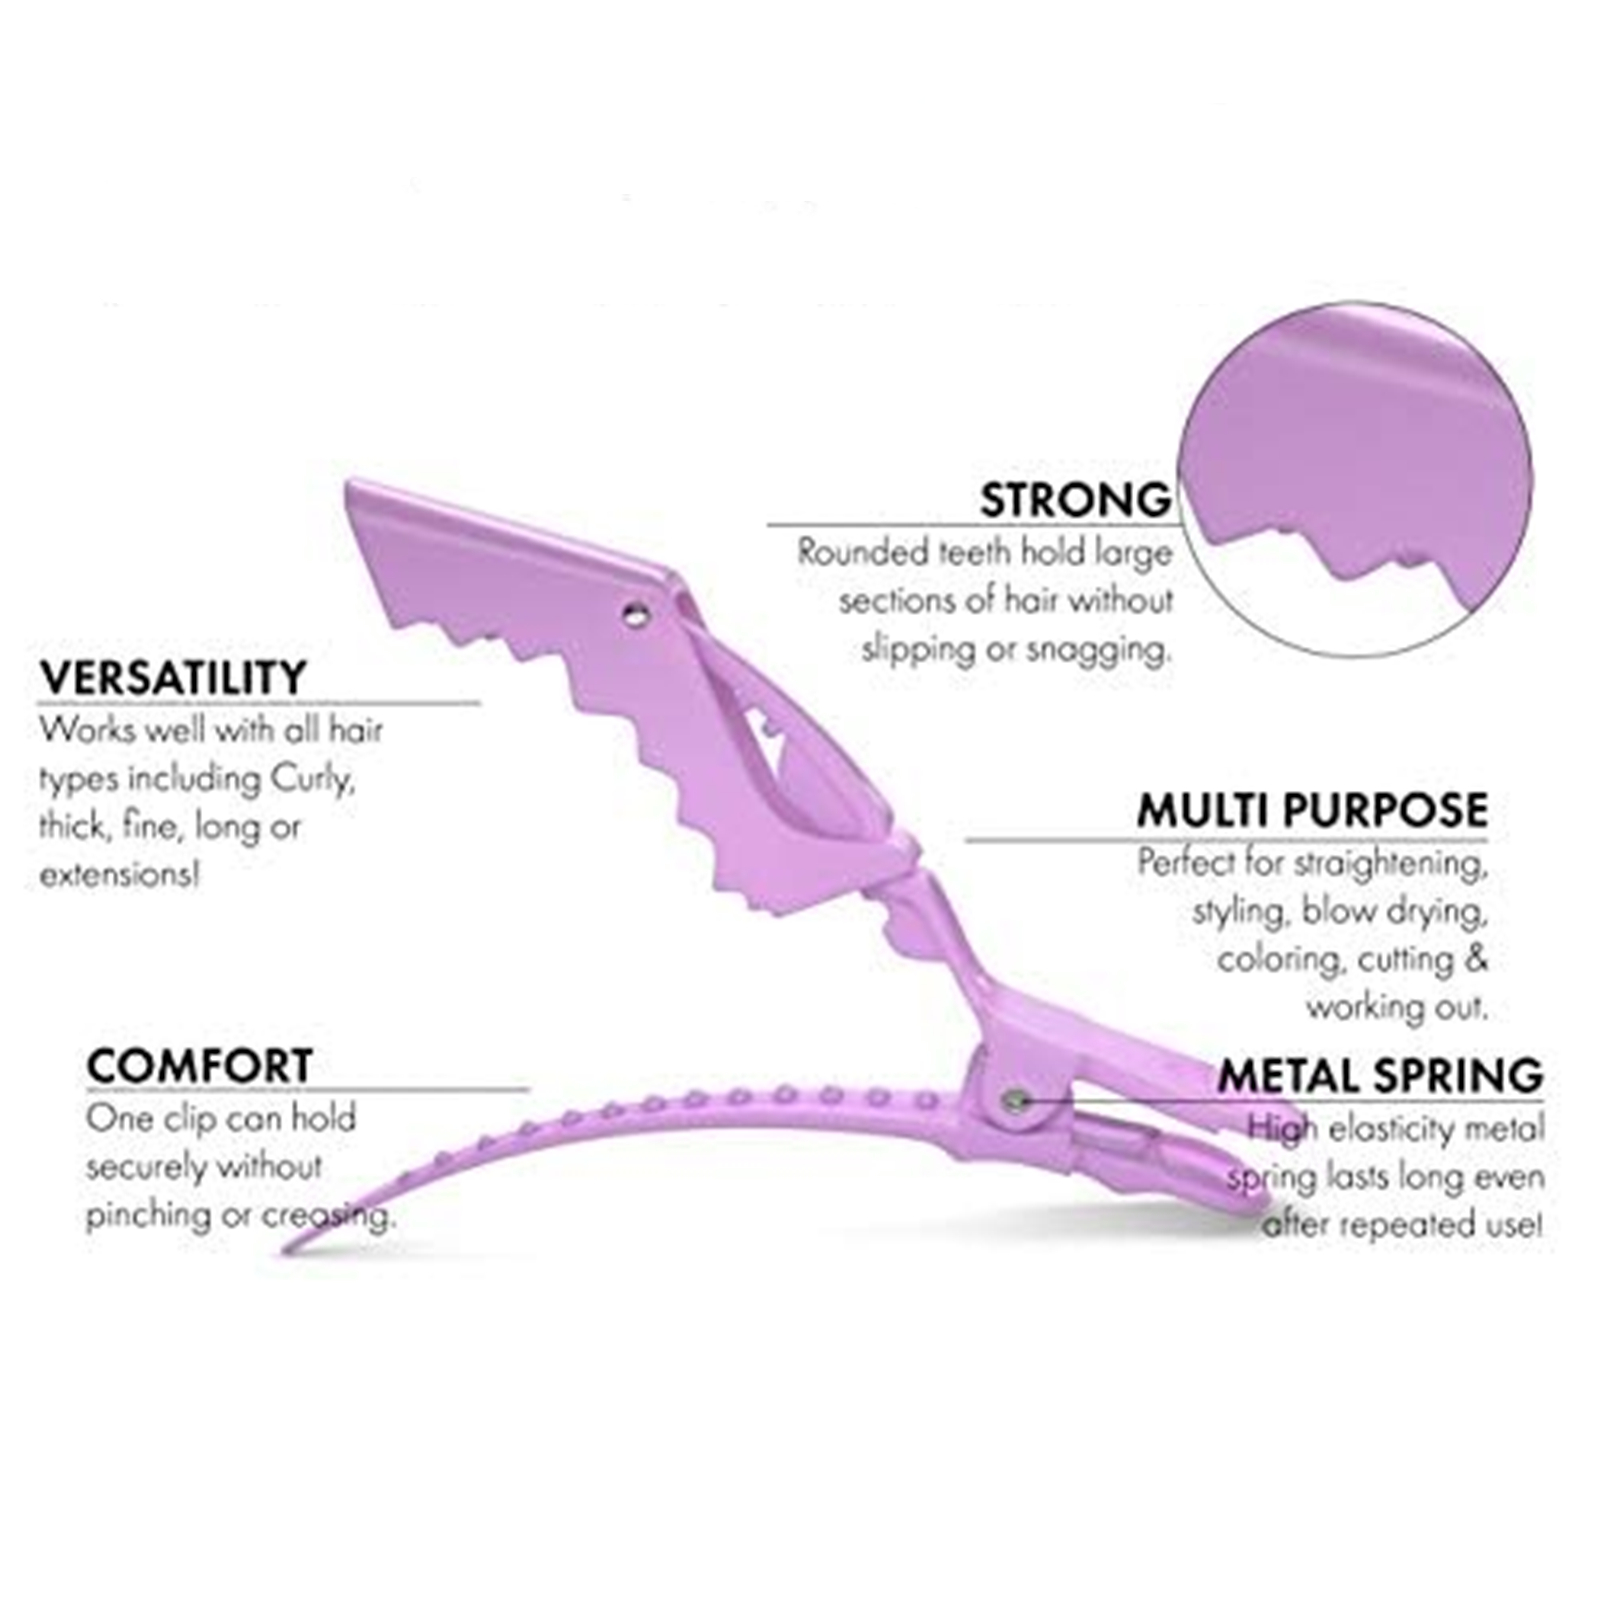 STRONG
Rounded teeth hold large
sections of hair without
slipping or snagging.
VERSATILITY
Works well with all hair
types including Curly,
thick, fine, long or
extensions!
MULTI PURPOSE
Perfect for straightening,
styling, blow drying,
coloring, cutting &
working out.
COMFORT
One clip can hold
securely without
pinching or creasing.
METAL SPRING
High elasticity metal
spring lasts long even
after repeated use!